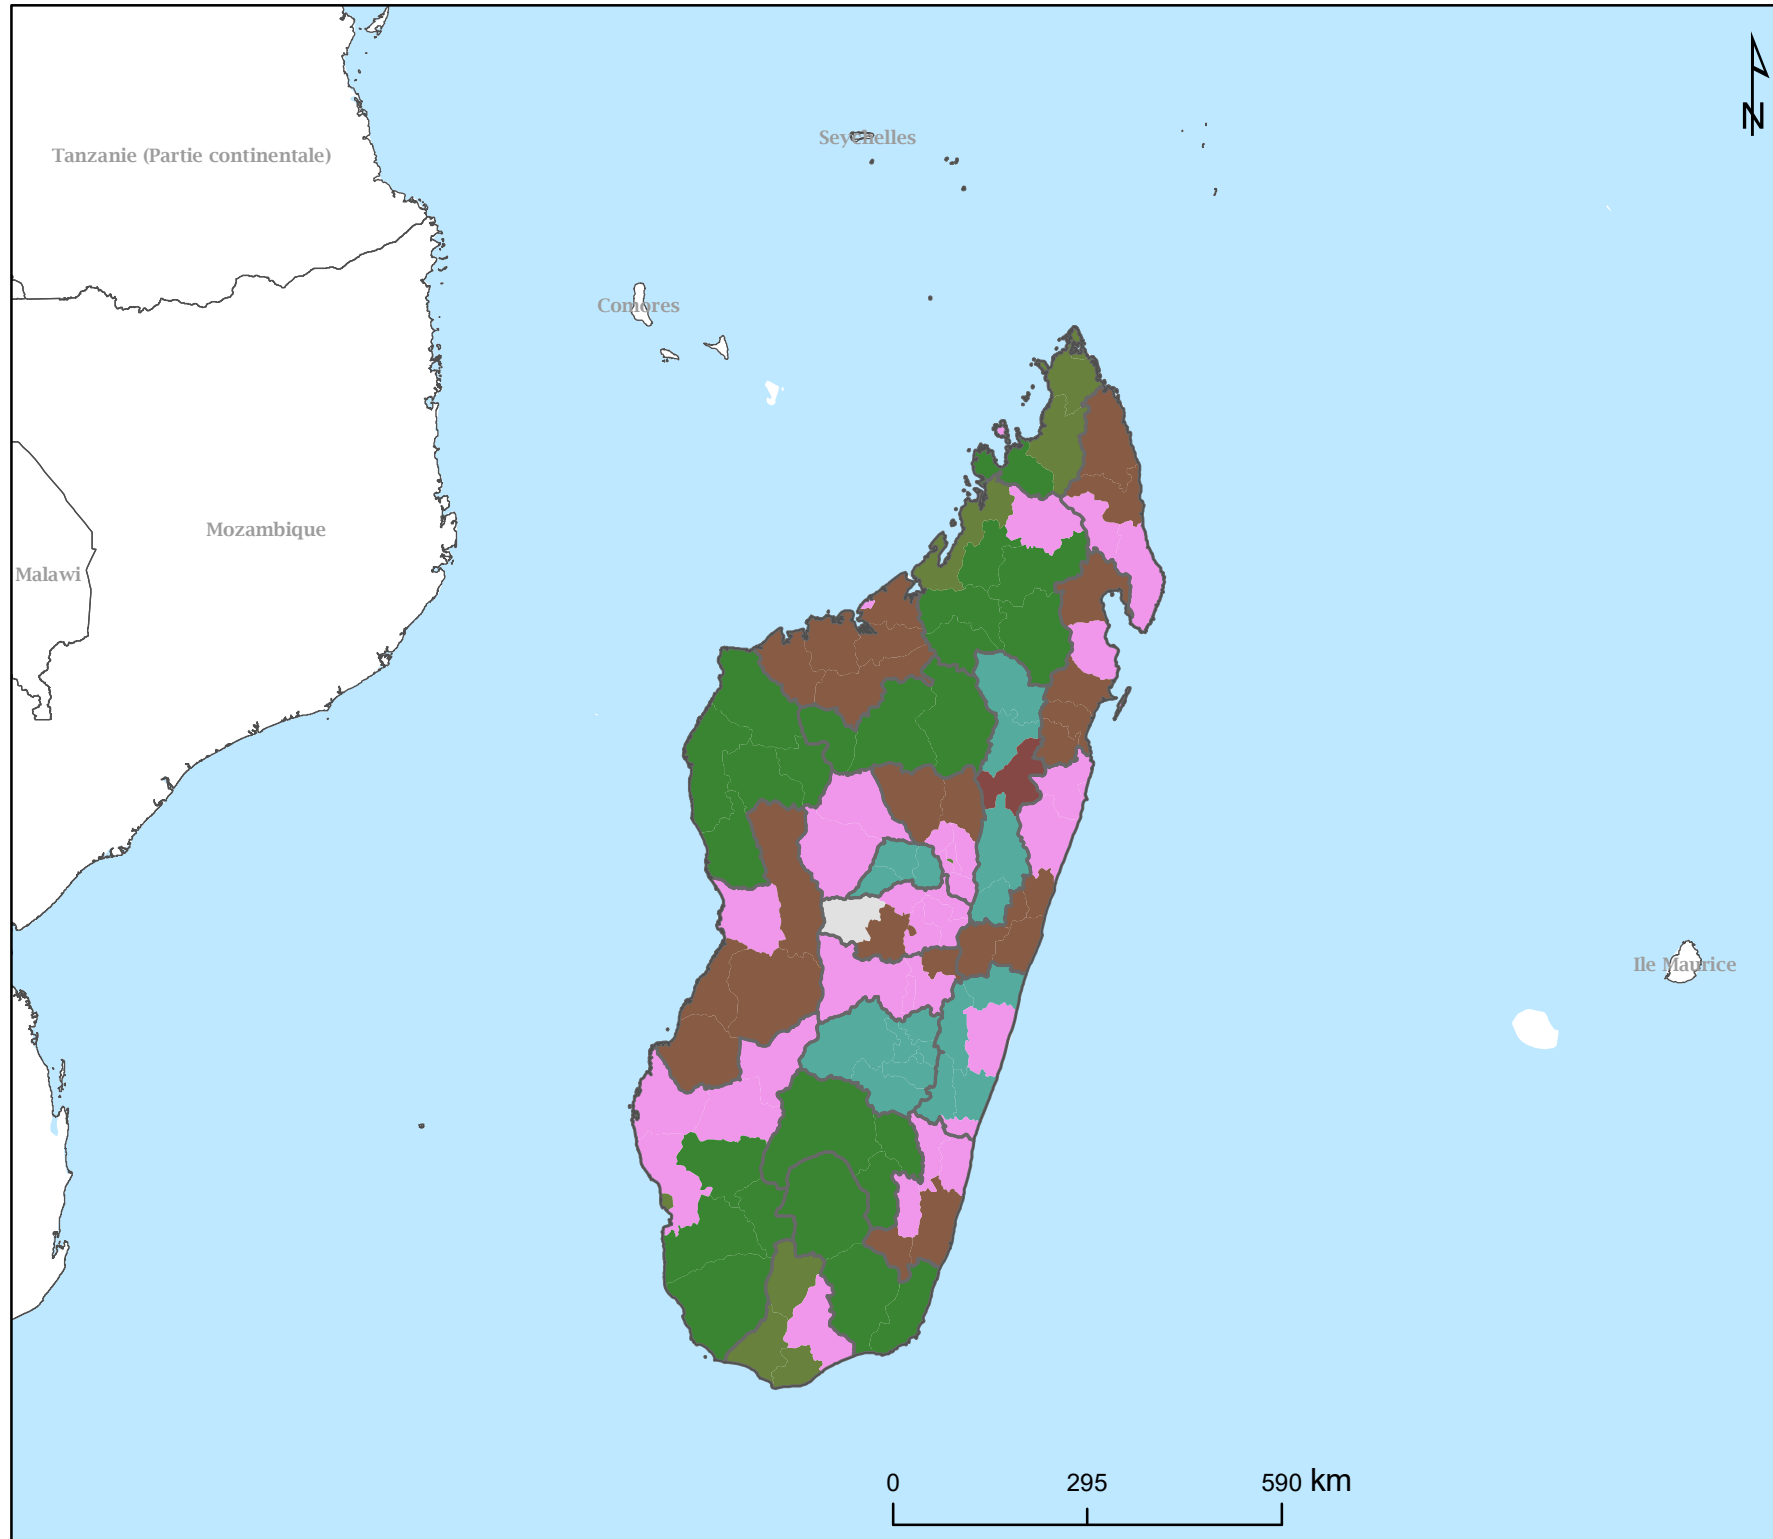 N
Seychelles
Tanzanie (Partie continentale)
Comores
Mozambique
Malawi
Ile Maurice
0 295 590 km